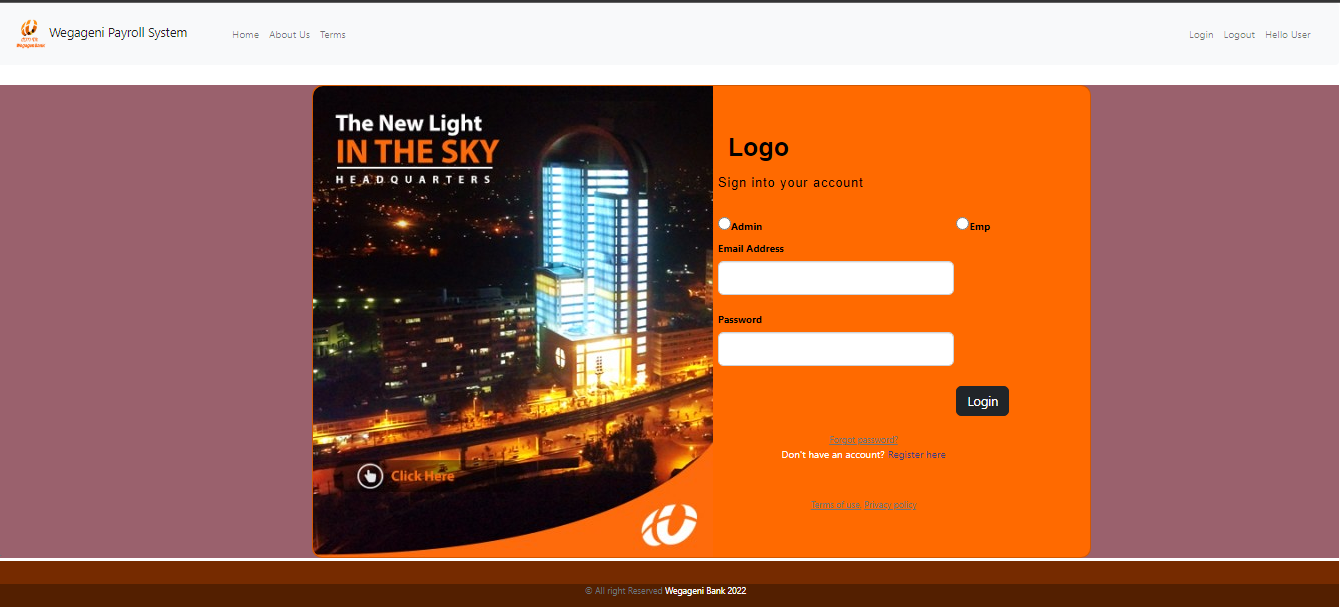 Wegageni Payroll System
Home About Us Terms
Login Logout Hello User
The New Light
IN THE SKY
HEADQUARTERS
Click Here
Logo
Sign into your account
Admin Emp
Email Address
Password
Login
Forgot password?
Don't have an account? Register here
Terms of use. Privacy policy
© All right Reserved Wegageni Bank 2022